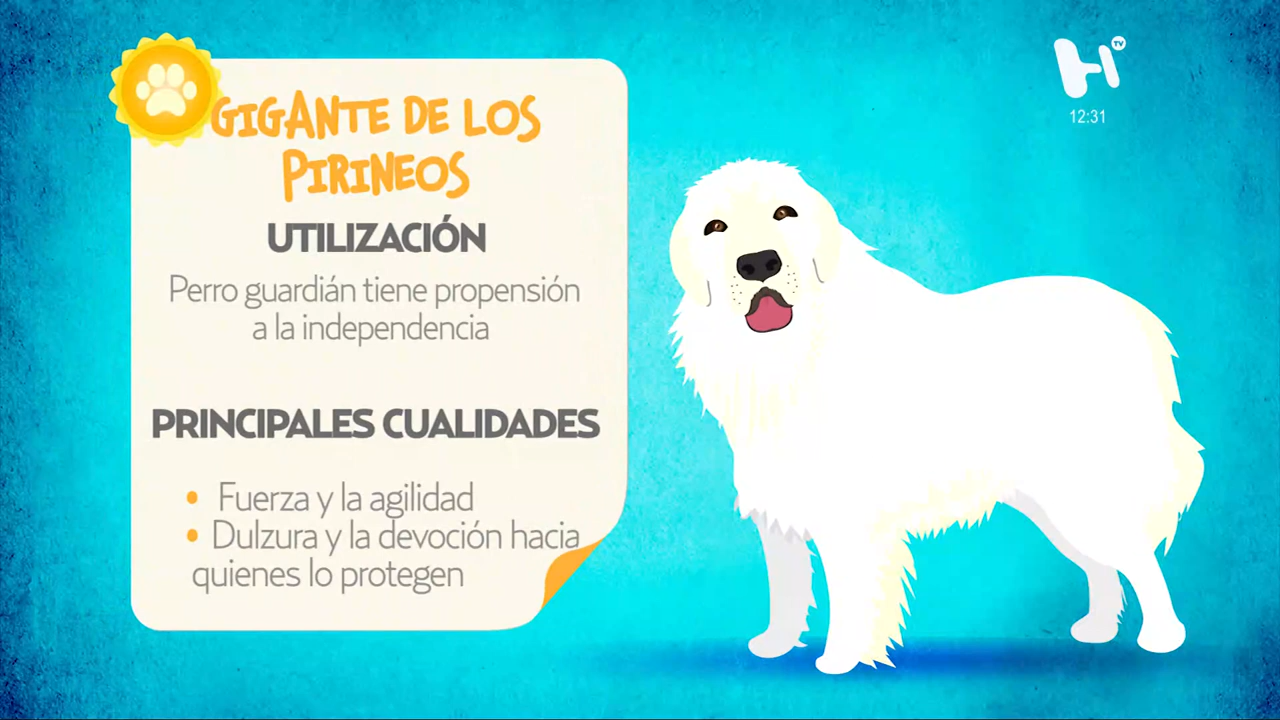 GIGANTE DE LOS
PIRINEOS
UTILIZACIÓN
Perro guardián tiene propensión
a la independencia
PRINCIPALES CUALIDADES
• Fuerza y la agilidad
• Dulzura y la devoción hacia
quienes lo protegen
H TV
12:31